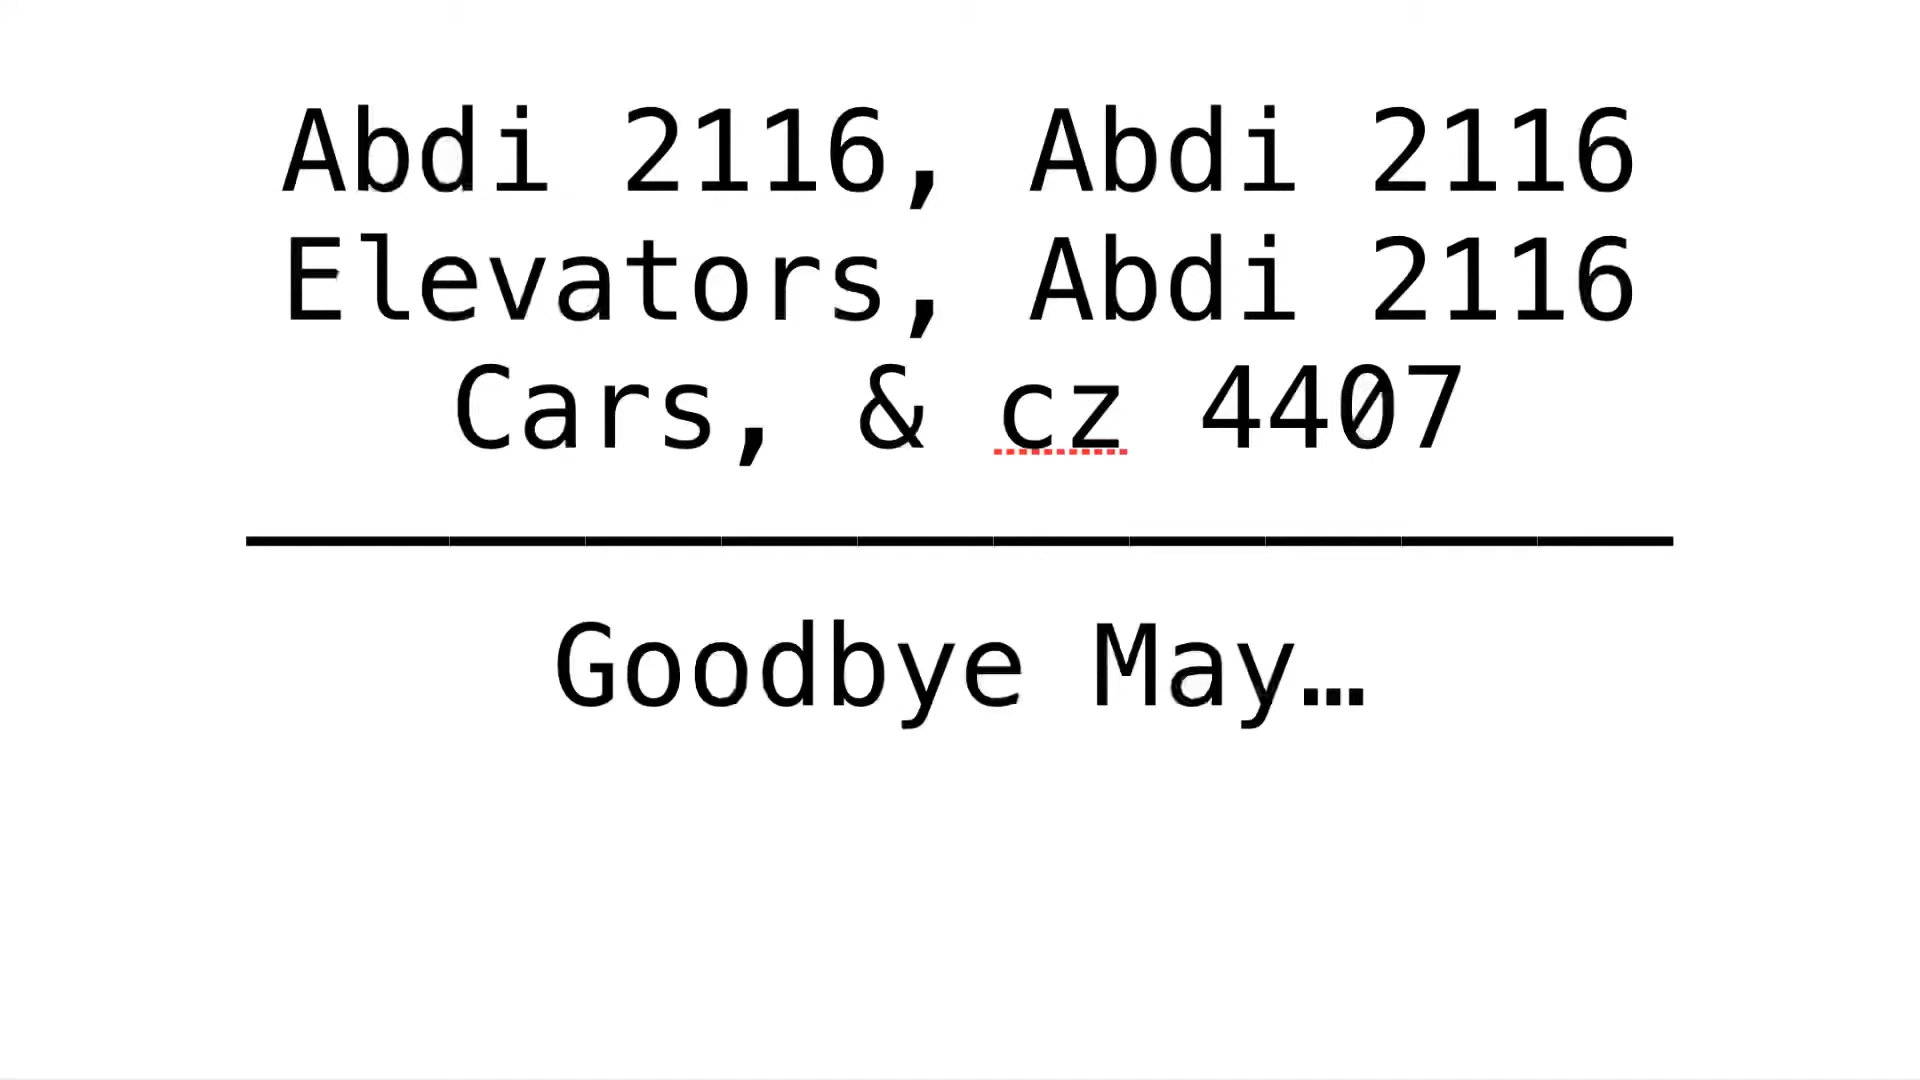 Abdi 2116, Abdi 2116
Elevators, Abdi 2116
Cars, & cz 4407
Goodbye May…